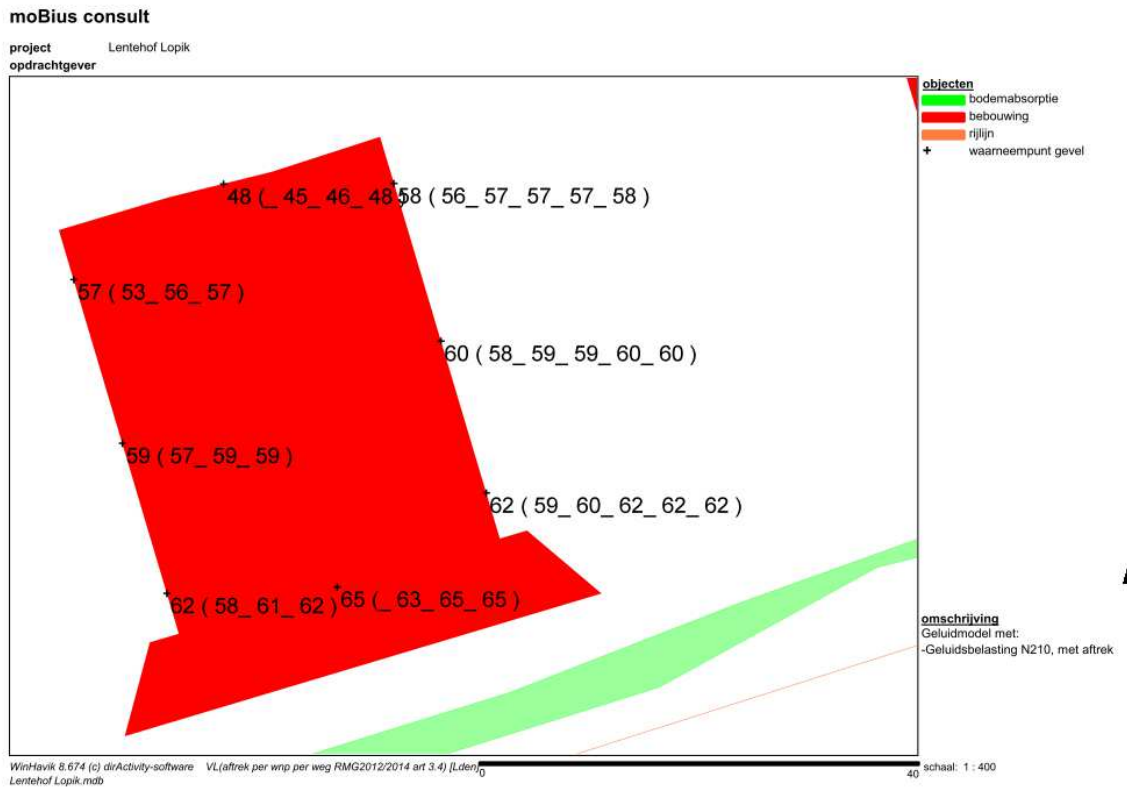 moBius consult
project Lentehof Lopik
opdrachtgever
objecten
bodemabsorptie
bebouwing
rijlijn
+ waarneempunt gevel
48 (_ 45_ 46_ 48 )
58 ( 56_ 57_ 57_ 57_ 58 )
57 ( 53_ 56_ 57 )
60 ( 58_ 59_ 59_ 60_ 60 )
59 ( 57_ 59_ 59 )
62 ( 59_ 60_ 62_ 62_ 62 )
62 ( 58_ 61_ 62 )
65 (_ 63_ 65_ 65 )
omschrijving
Geluidmodel met:
-Geluidsbelasting N210, met aftrek
WinHavik 8.674 (c) dirActivity-software VL(aftrek per wnp per weg RMG2012/2014 art 3.4) [Lden]
0 40 schaal: 1 : 400
Lentehof Lopik.mdb